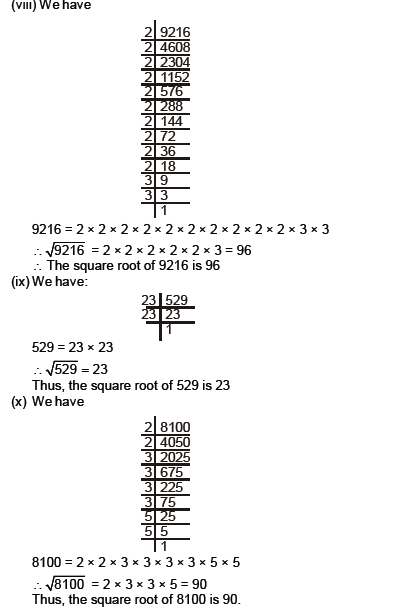 (viii) We have
2 9216
2 4608
2 2304
2 1152
2 576
2 288
2 144
2 72
2 36
2 18
3 9
3 3
1
9216 = 2 × 2 × 2 × 2 × 2 × 2 × 2 × 2 × 2 × 2 × 3 × 3
∴ √9216 = 2 × 2 × 2 × 2 × 2 × 3 = 96
∴ The square root of 9216 is 96
(ix) We have:
23 529
23 23
1
529 = 23 × 23
∴ √529 = 23
Thus, the square root of 529 is 23
(x) We have
2 8100
2 4050
3 2025
3 675
3 225
3 75
5 25
5 5
1
8100 = 2 × 2 × 3 × 3 × 3 × 3 × 5 × 5
∴ √8100 = 2 × 3 × 3 × 5 = 90
Thus, the square root of 8100 is 90.